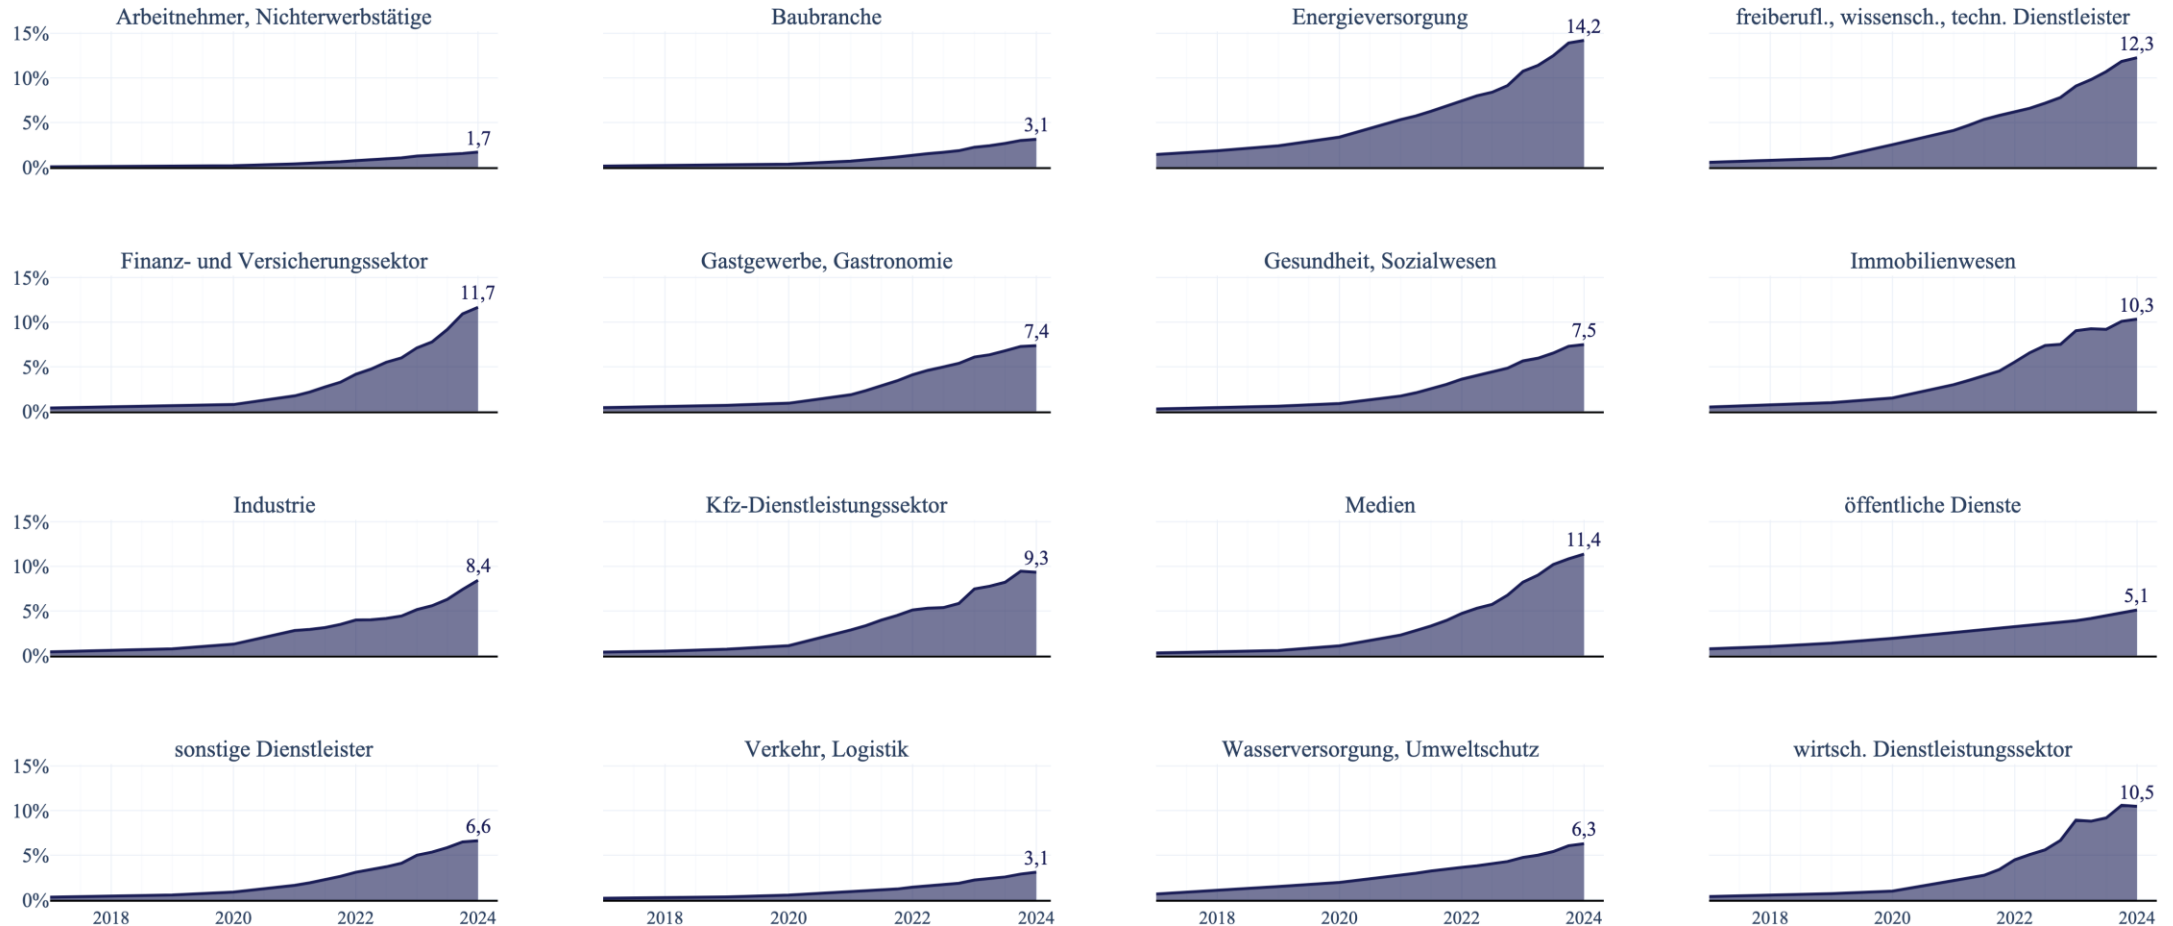 Arbeitnehmer, Nichterwerbstätige
Baubranche
Energieversorgung
freiberufl., wissensch., techn. Dienstleister
15%
10%
5%
0%
1,7
3,1
14,2
12,3
Finanz- und Versicherungssektor
Gastgewerbe, Gastronomie
Gesundheit, Sozialwesen
Immobilienwesen
15%
10%
5%
0%
11,7
7,4
7,5
10,3
Industrie
Kfz-Dienstleistungssektor
Medien
öffentliche Dienste
15%
10%
5%
0%
8,4
9,3
11,4
5,1
sonstige Dienstleister
Verkehr, Logistik
Wasserversorgung, Umweltschutz
wirtsch. Dienstleistungssektor
15%
10%
5%
0%
6,6
3,1
6,3
10,5
2018 2020 2022 2024
2018 2020 2022 2024
2018 2020 2022 2024
2018 2020 2022 2024